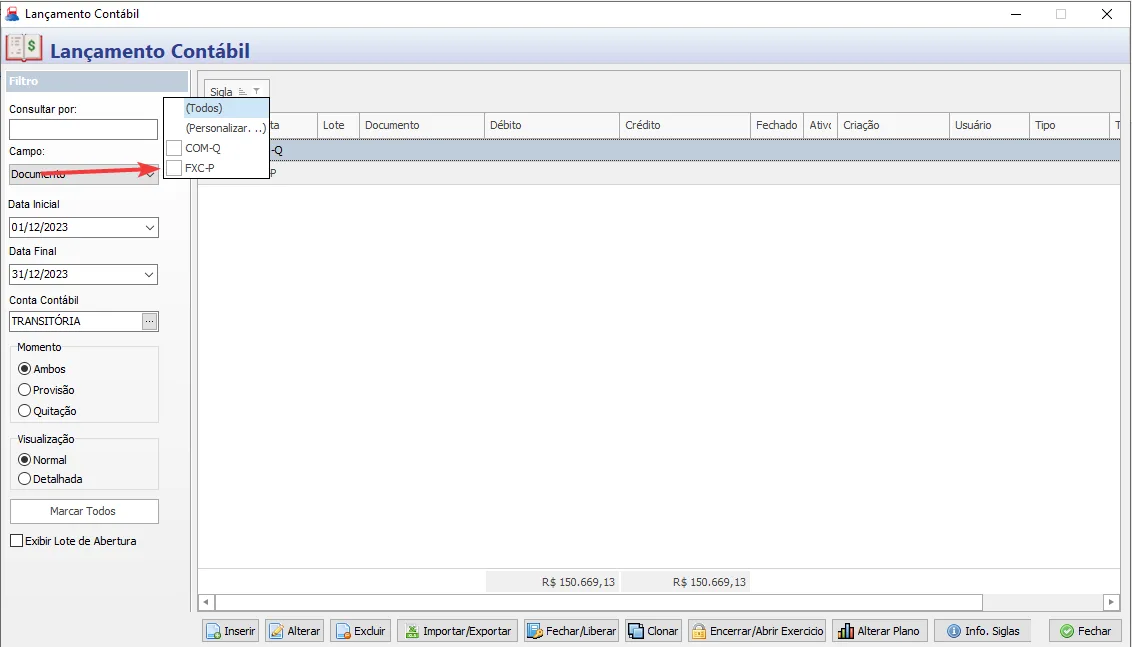 Lançamento Contábil
Lançamento Contábil
Filtro
Consultar por:
Campo:
Documento
Data Inicial
01/12/2023
Data Final
31/12/2023
Conta Contábil
TRANSITÓRIA
...
Momento
Ambos
Provisão
Quitação
Visualização
Normal
Detalhada
Marcar Todos
Exibir Lote de Abertura
Sigla
(Todos)
(Personalizar...)
COM-Q
FXC-P
ta Lote Documento Débito Crédito Fechado Ativo Criação Usuário Tipo T
-Q
P
R$ 150.669,13 R$ 150.669,13
Inserir Alterar Excluir Importar/Exportar Fechar/Liberar Clonar Encerrar/Abrir Exercicio Alterar Plano Info. Siglas Fechar